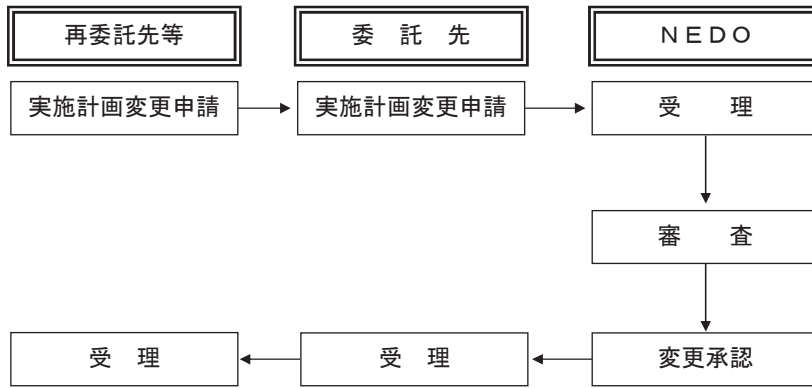 再委託先等
委 託 先
ＮＥＤＯ
実施計画変更申請
実施計画変更申請
受 理
審 査
受 理
受 理
変更承認